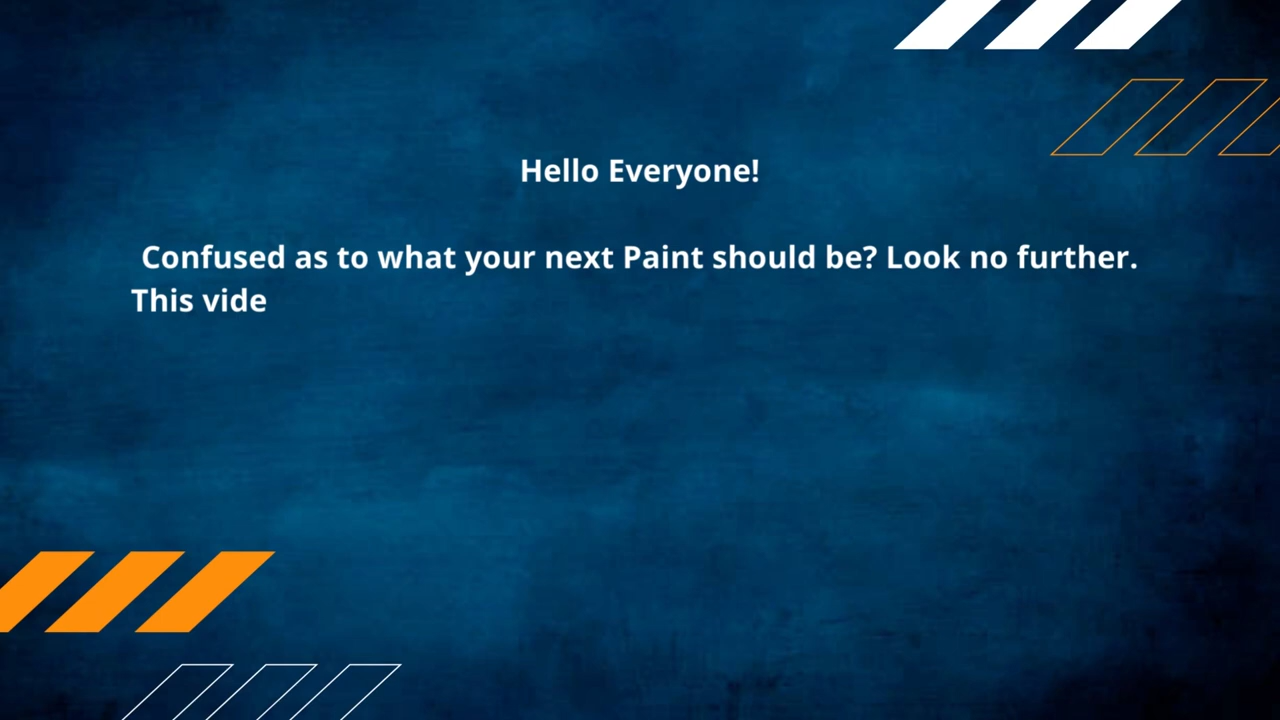 Hello Everyone!
Confused as to what your next Paint should be? Look no further.
This vide